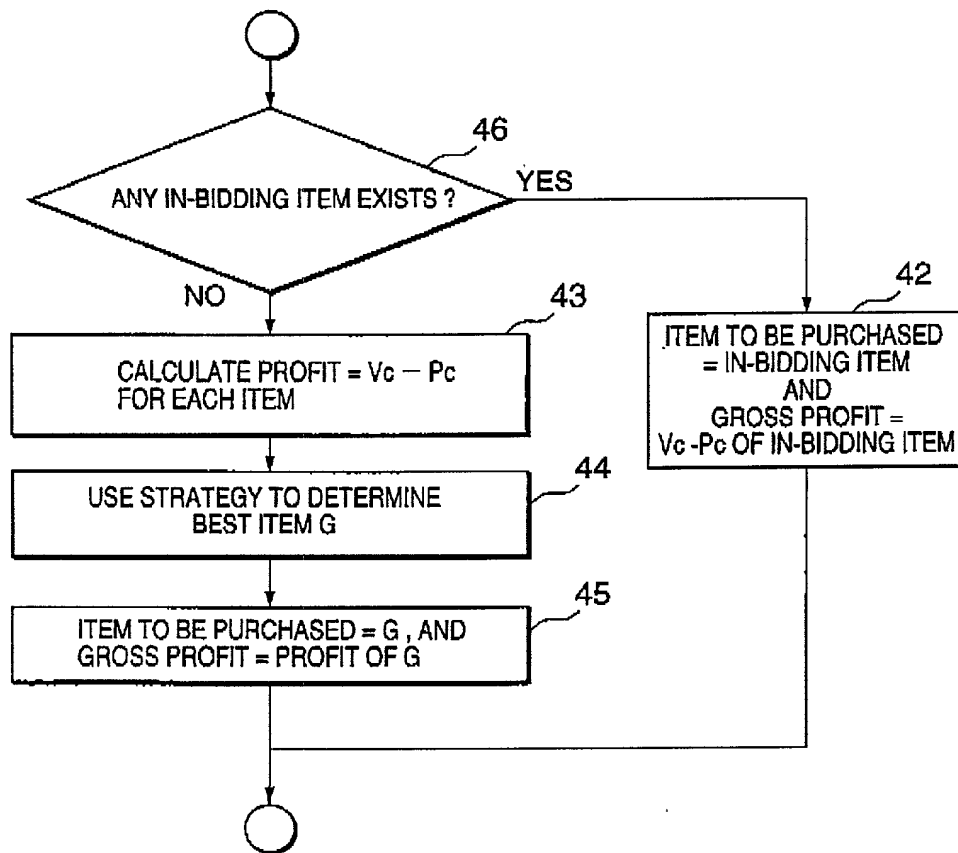 46
ANY IN-BIDDING ITEM EXISTS ?
YES
NO
43
CALCULATE PROFIT = Vc – Pc
FOR EACH ITEM
42
ITEM TO BE PURCHASED
= IN-BIDDING ITEM
AND
GROSS PROFIT =
Vc -Pc OF IN-BIDDING ITEM
44
USE STRATEGY TO DETERMINE
BEST ITEM G
45
ITEM TO BE PURCHASED = G , AND
GROSS PROFIT = PROFIT OF G